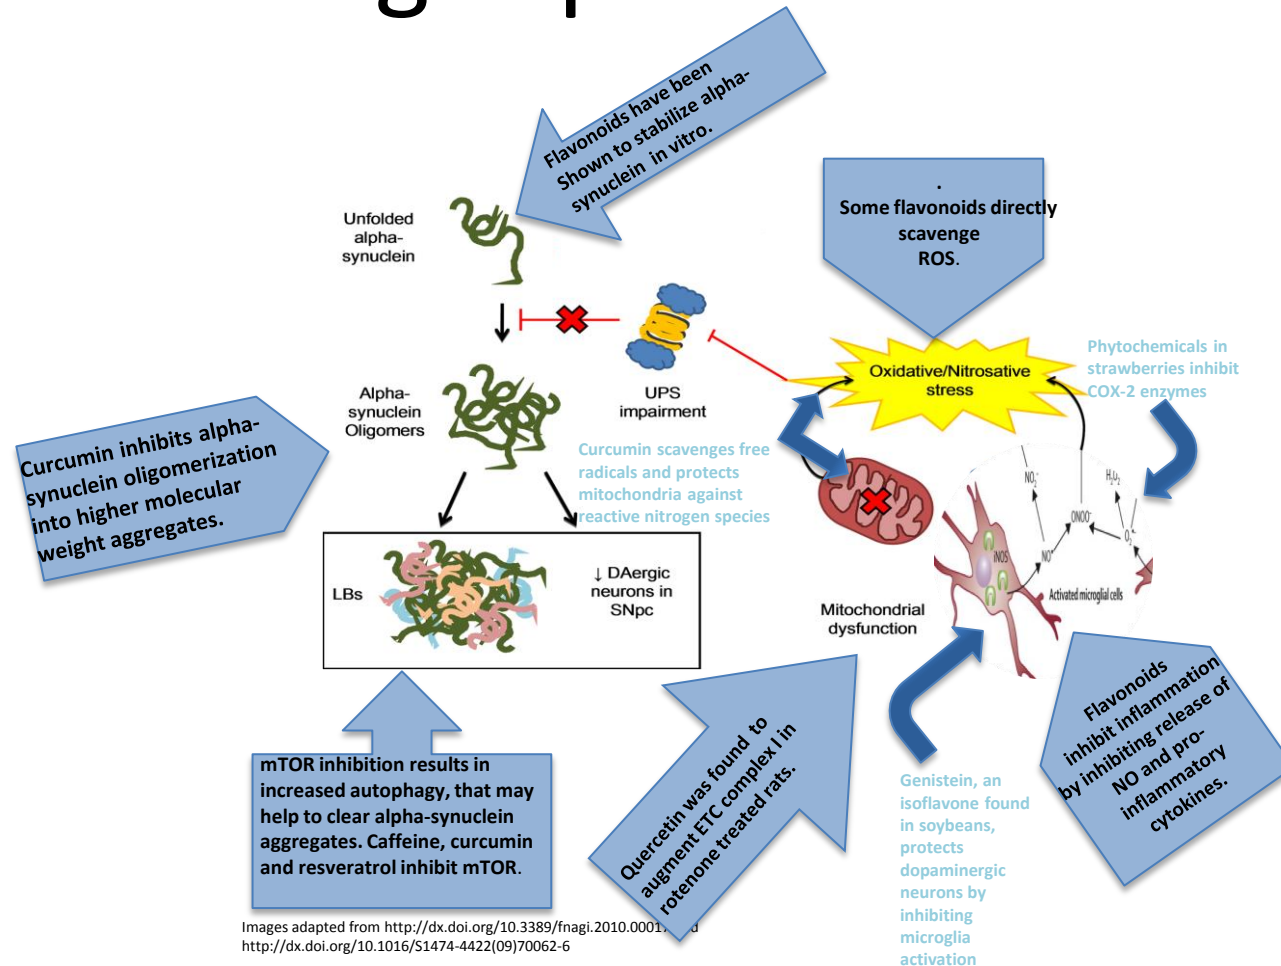 Flavonoids have been
Shown to stabilize alpha-
synuclein in vitro.
.
Some flavonoids directly
scavenge
ROS.
Unfolded
alpha-
synuclein
Oxidative/Nitrosative
stress
Phytochemicals in
strawberries inhibit
COX-2 enzymes
UPS
impairment
Alpha-
synuclein
Oligomers
Curcumin inhibits alpha-
synuclein oligomerization
into higher molecular
weight aggregates.
Curcumin scavenges free
radicals and protects
mitochondria against
reactive nitrogen species
NO₂⁻
H₂O₂
ONOO⁻
O₂⁻
iNOS
NO•
Activated microglial cells
LBs
↓ DAergic
neurons in
SNpc
Mitochondrial
dysfunction
mTOR inhibition results in
increased autophagy, that may
help to clear alpha-synuclein
aggregates. Caffeine, curcumin
and resveratrol inhibit mTOR.
Quercetin was found to
augment ETC complex I in
rotenone treated rats.
Genistein, an
isoflavone found
in soybeans,
protects
dopaminergic
neurons by
inhibiting
microglia
activation
Flavonoids
inhibit inflammation
by inhibiting release of
NO and pro-
inflammatory
cytokines.
Images adapted from http://dx.doi.org/10.3389/fnagi.2010.0001
http://dx.doi.org/10.1016/S1474-4422(09)70062-6